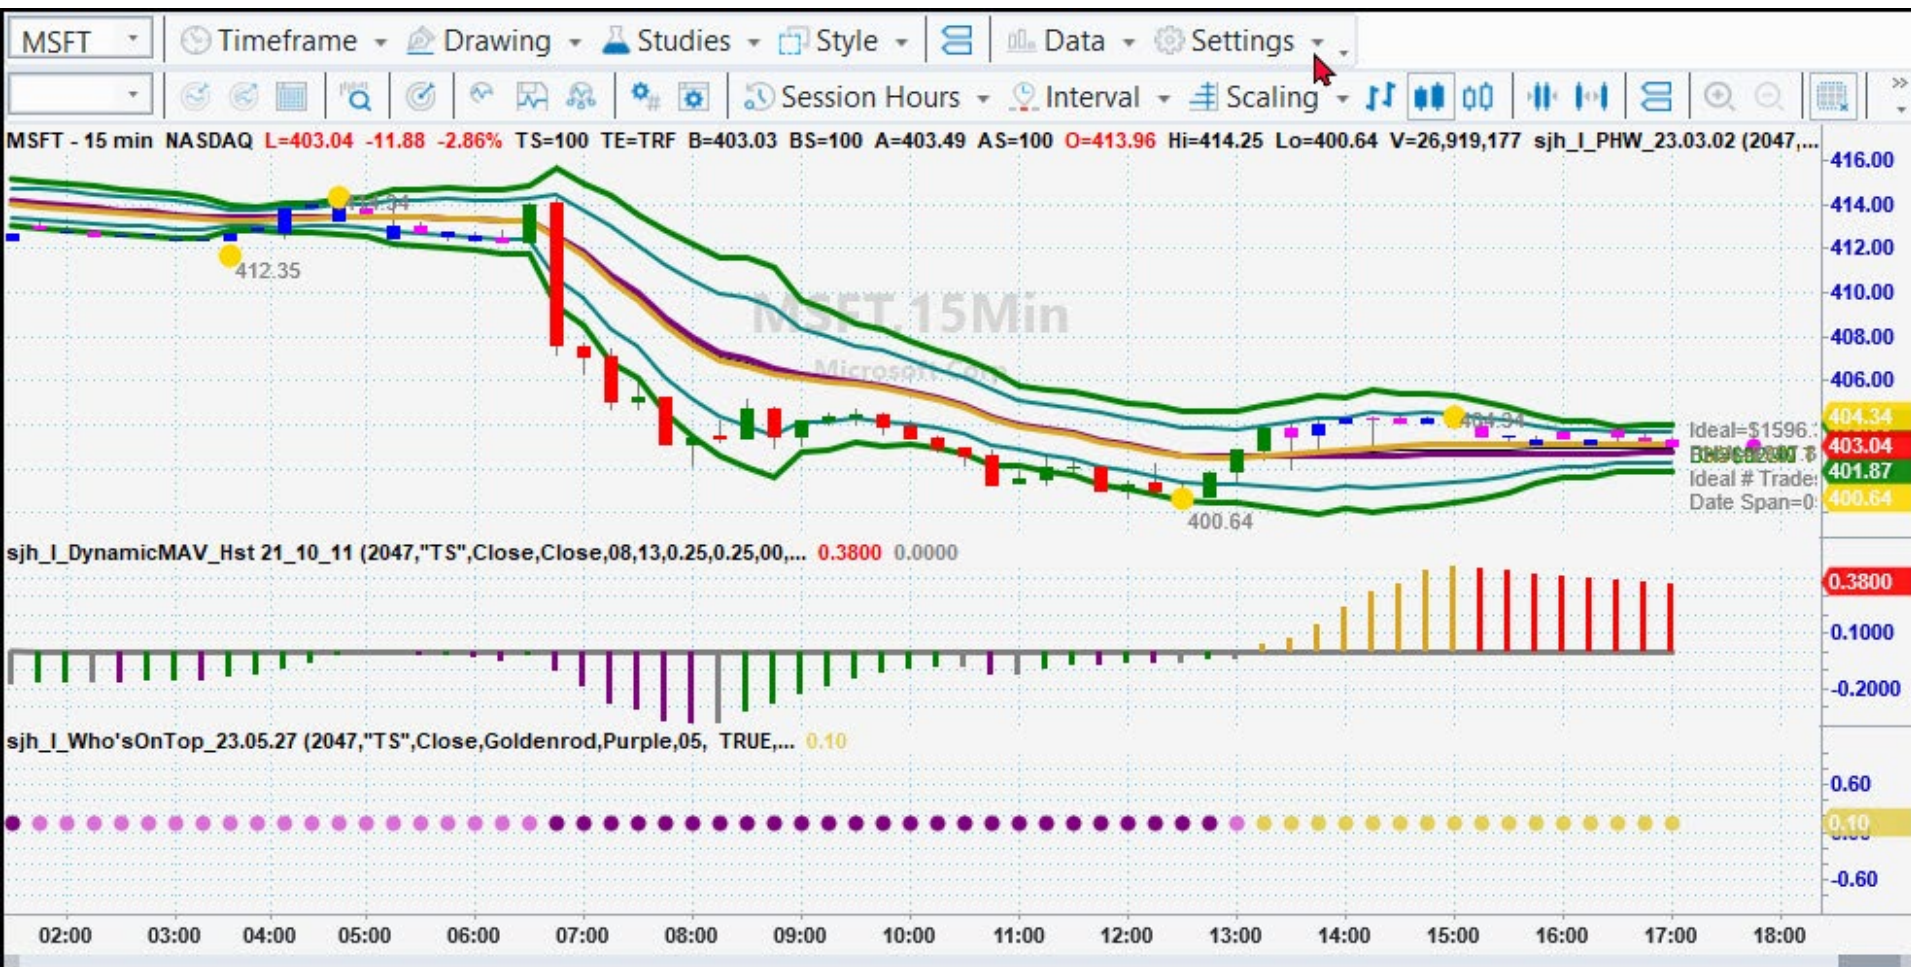 MSFT Timeframe Drawing Studies Style Data Settings
Session Hours Interval Scaling
MSFT - 15 min NASDAQ L=403.04 -11.88 -2.86% TS=100 TE=TRF B=403.03 BS=100 A=403.49 AS=100 O=413.96 Hi=414.25 Lo=400.64 V=26,919,177 sjh_I_PHW_23.03.02 (2047,...
416.00
414.00
412.00
412.35
410.00
MSFT,15Min
408.00
Microsoft Corp
406.00
404.34
404.34
Ideal=$1596.
403.04
401.87
Ideal # Trade
400.64
Date Span=0
400.64
sjh_I_DynamicMAV_Hst 21_10_11 (2047,"TS",Close,Close,08,13,0.25,0.25,00,... 0.3800 0.0000
0.3800
0.1000
-0.2000
sjh_I_Who'sOnTop_23.05.27 (2047,"TS",Close,Goldenrod,Purple,05, TRUE,... 0.10
0.60
0.10
-0.60
02:00 03:00 04:00 05:00 06:00 07:00 08:00 09:00 10:00 11:00 12:00 13:00 14:00 15:00 16:00 17:00 18:00